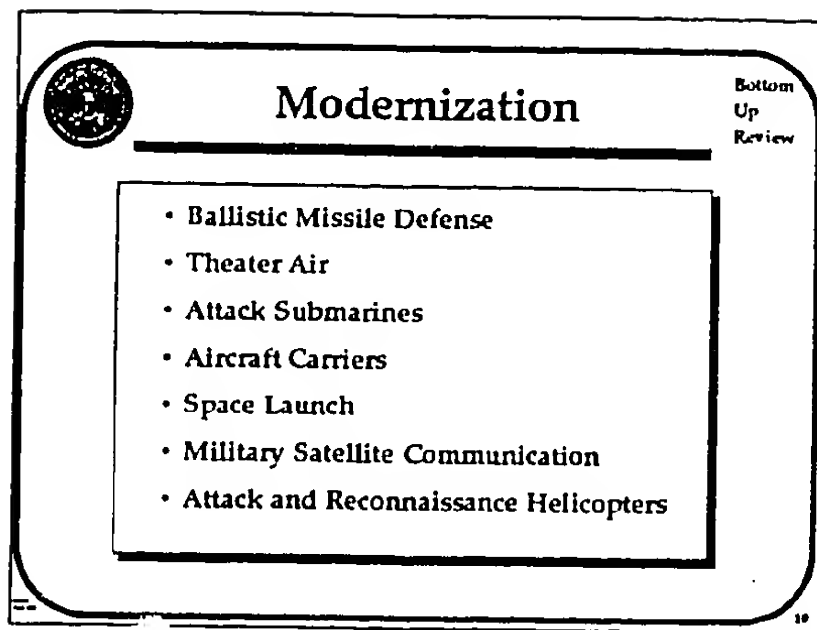 Modernization
Bottom
Up
Review
• Ballistic Missile Defense
• Theater Air
• Attack Submarines
• Aircraft Carriers
• Space Launch
• Military Satellite Communication
• Attack and Reconnaissance Helicopters